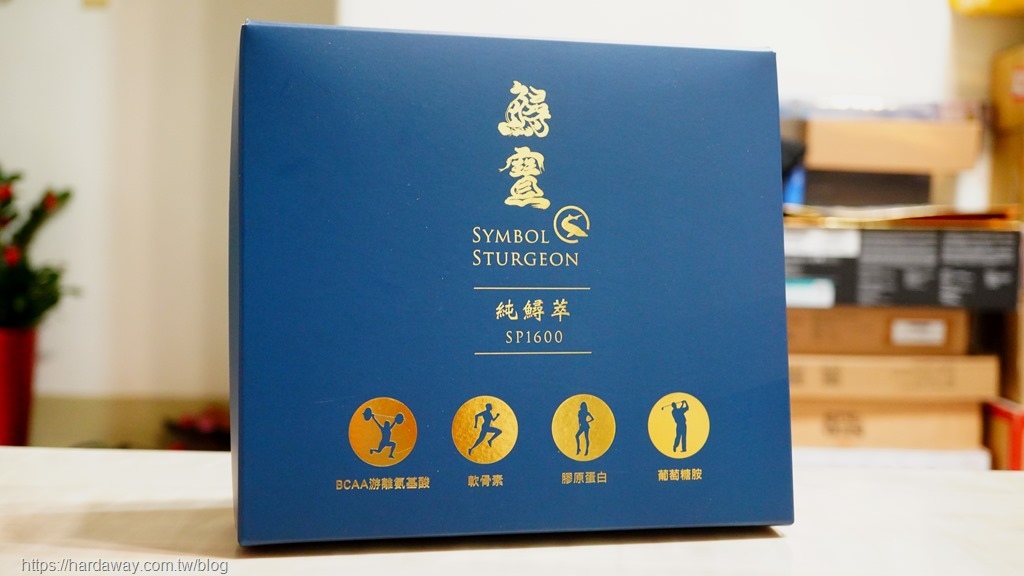 鱘寶
SYMBOL
STURGEON
純鱘萃
SP1600
BCAA游離氨基酸
軟骨素
膠原蛋白
葡萄糖胺
https://hardaway.com.tw/blog